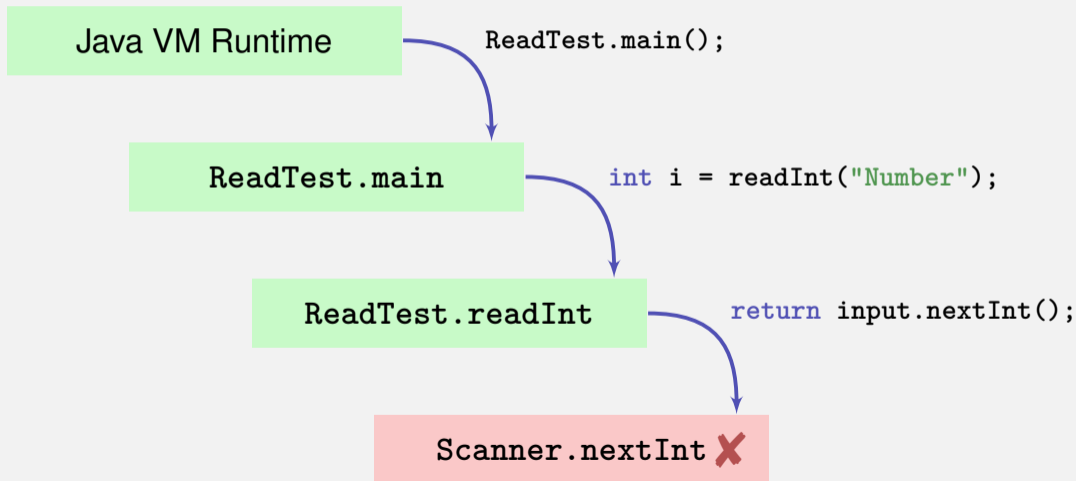 Java VM Runtime
ReadTest.main();
ReadTest.main
int i = readInt("Number");
ReadTest.readInt
return input.nextInt();
Scanner.nextInt ✘